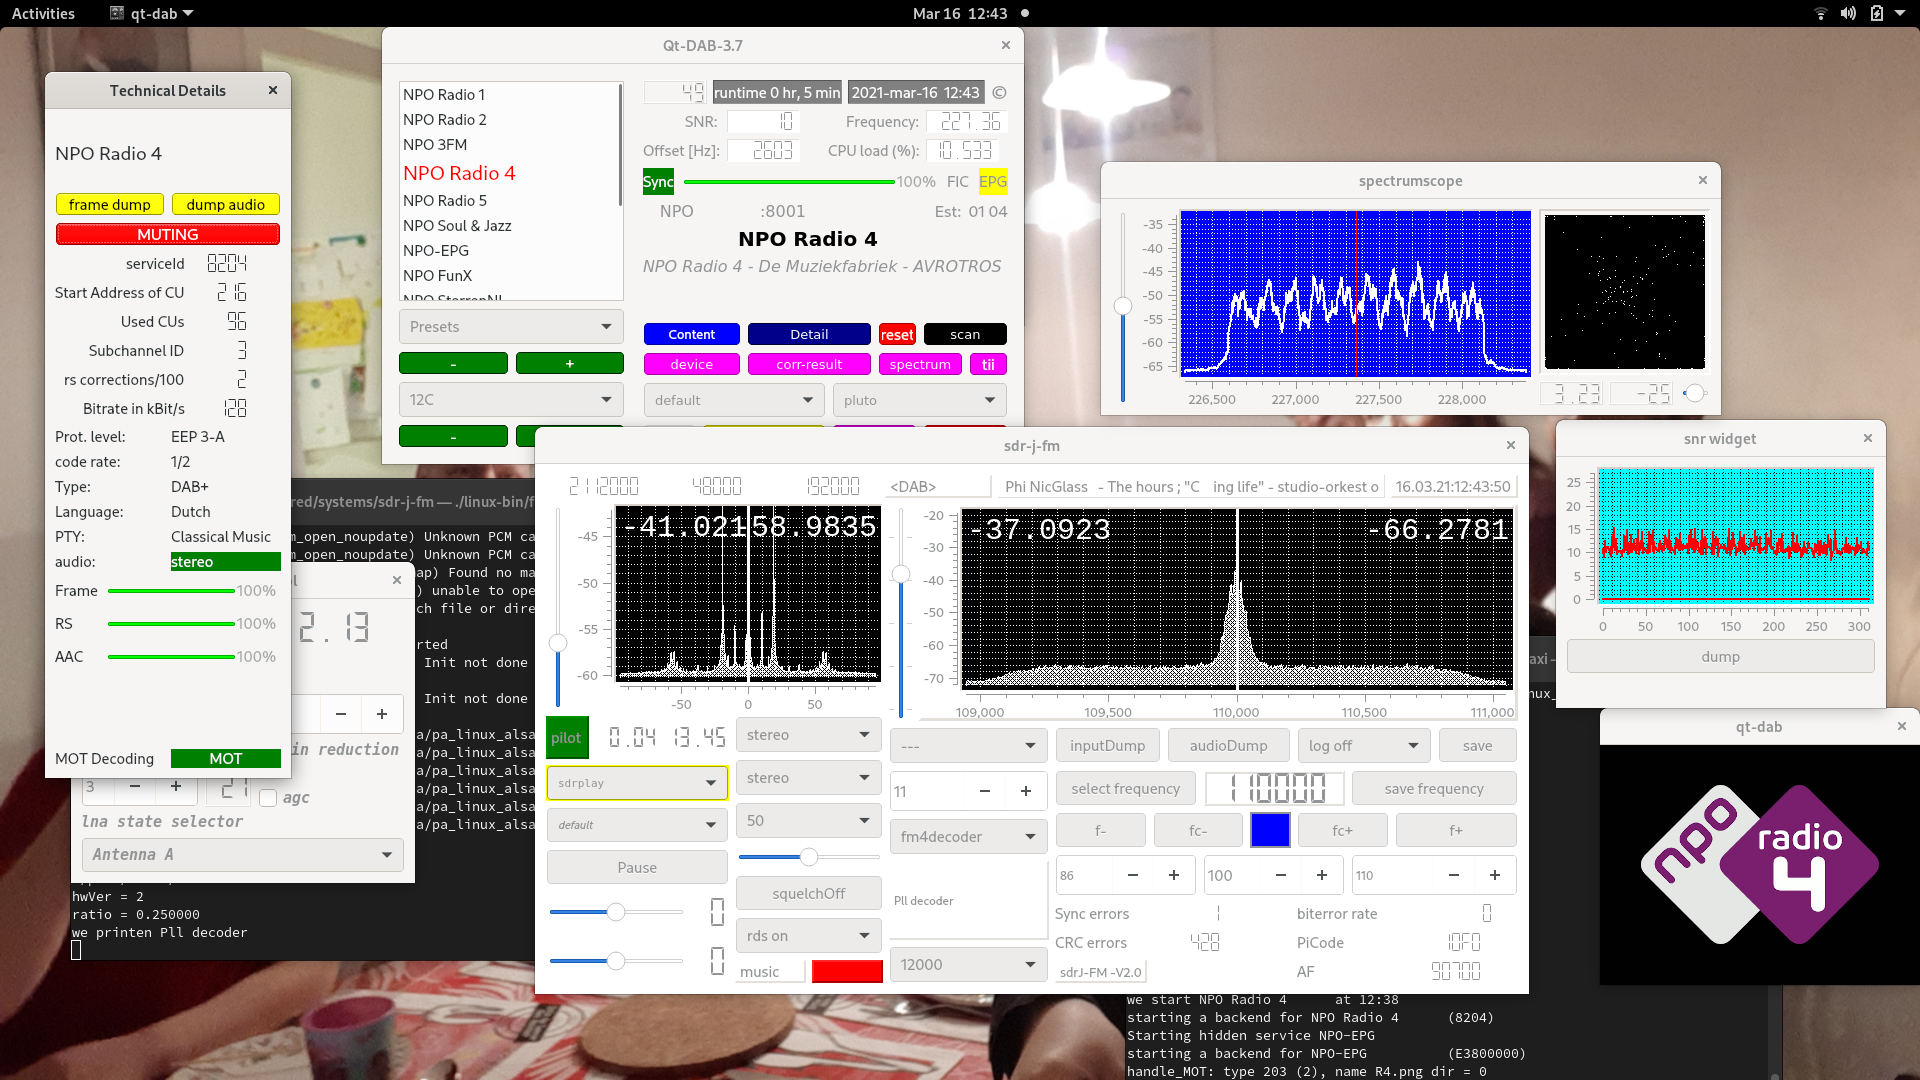 Activities
qt-dab
Mar 16 12:43
Technical Details
NPO Radio 4
frame dump
dump audio
MUTING
serviceId 8204
Start Address of CU 216
Used CUs 96
Subchannel ID 3
rs corrections/100 2
Bitrate in kBit/s 128
Prot. level: EEP 3-A
code rate: 1/2
Type: DAB+
Language: Dutch
PTY: Classical Music
audio: stereo
Frame 100%
RS 100%
AAC 100%
MOT Decoding MOT
Qt-DAB-3.7
NPO Radio 1
NPO Radio 2
NPO 3FM
NPO Radio 4
NPO Radio 5
NPO Soul & Jazz
NPO-EPG
NPO FunX
Presets
- +
12C
-
49 runtime 0 hr, 5 min 2021-mar-16 12:43 ©
SNR: 10 Frequency: 227.36
Offset [Hz]: 2603 CPU load (%): 10.533
Sync 100% FIC EPG
NPO :8001 Est: 01 04
NPO Radio 4
NPO Radio 4 - De Muziekfabriek - AVROTROS
Content Detail reset scan
device corr-result spectrum tii
default pluto
spectrumscope
-35
-40
-45
-50
-55
-60
-65
226,500 227,000 227,500 228,000
3.23 -25
snr widget
25
20
15
10
5
0
0 50 100 150 200 250 300
dump
qt-dab
npo radio 4
red/systems/sdr-j-fm — ./linux-bin/f
m_open_noupdate) Unknown PCM ca
m_open_noupdate) Unknown PCM ca
ap) Found no ma
) unable to ope
ch file or dire
rted
Init not done
Init not done
a/pa_linux_alsa
a/pa_linux_alsa
a/pa_linux_alsa
a/pa_linux_alsa
a/pa_linux_alsa
a/pa_linux_alsa
2.13
- +
in reduction
3 - + 21 agc
lna state selector
Antenna A
hwVer = 2
ratio = 0.250000
we printen Pll decoder
sdr-j-fm
2112000 48000 192000
<DAB> Phi NicGlass - The hours ; "C ing life" - studio-orkest o 16.03.21:12:43:50
-41.021 58.9835
-45
-50
-55
-60
-50 0 50
-37.0923 -66.2781
-20
-30
-40
-50
-60
-70
109,000 109,500 110,000 110,500 111,000
pilot 0.04 13.45
stereo
sdrplay
stereo
default
50
Pause
squelchOff
0
rds on
0
music
---
inputDump audioDump log off save
11 - +
select frequency 110000 save frequency
fm4decoder
f- fc- fc+ f+
86 - + 100 - + 110 - +
Pll decoder
12000
Sync errors 1 biterror rate 0
CRC errors 428 PiCode 10F0
sdrJ-FM -V2.0 AF 90700
we start NPO Radio 4 at 12:38
starting a backend for NPO Radio 4 (8204)
Starting hidden service NPO-EPG
starting a backend for NPO-EPG (E3800000)
handle_MOT: type 203 (2), name R4.png dir = 0